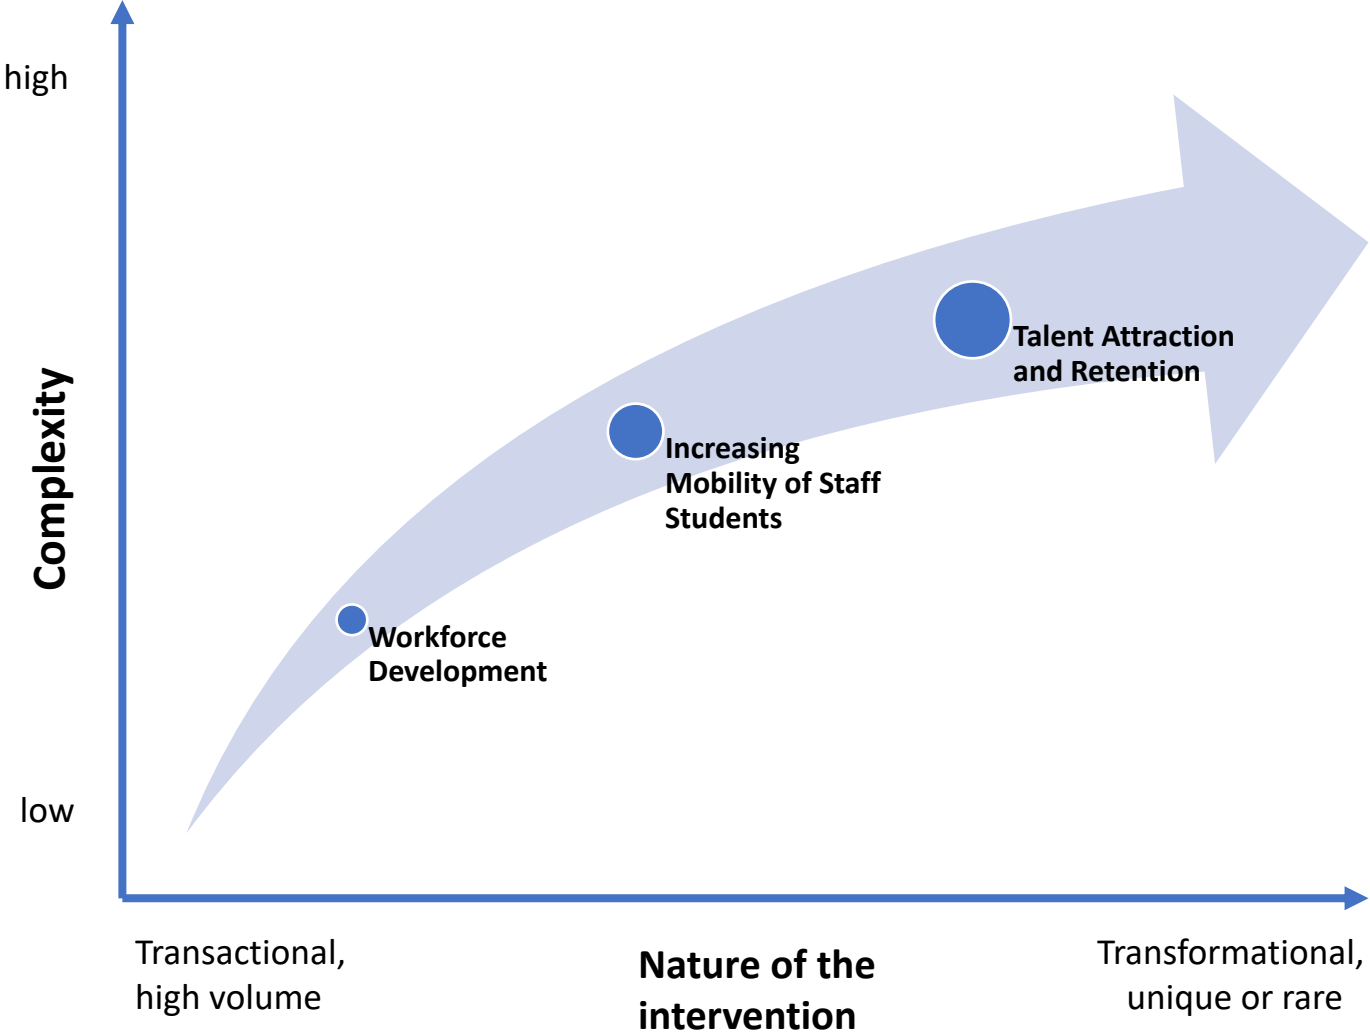 high
Complexity
low
Talent Attraction
and Retention
Increasing
Mobility of Staff
Students
Workforce
Development
Transactional,
high volume
Nature of the
intervention
Transformational,
unique or rare